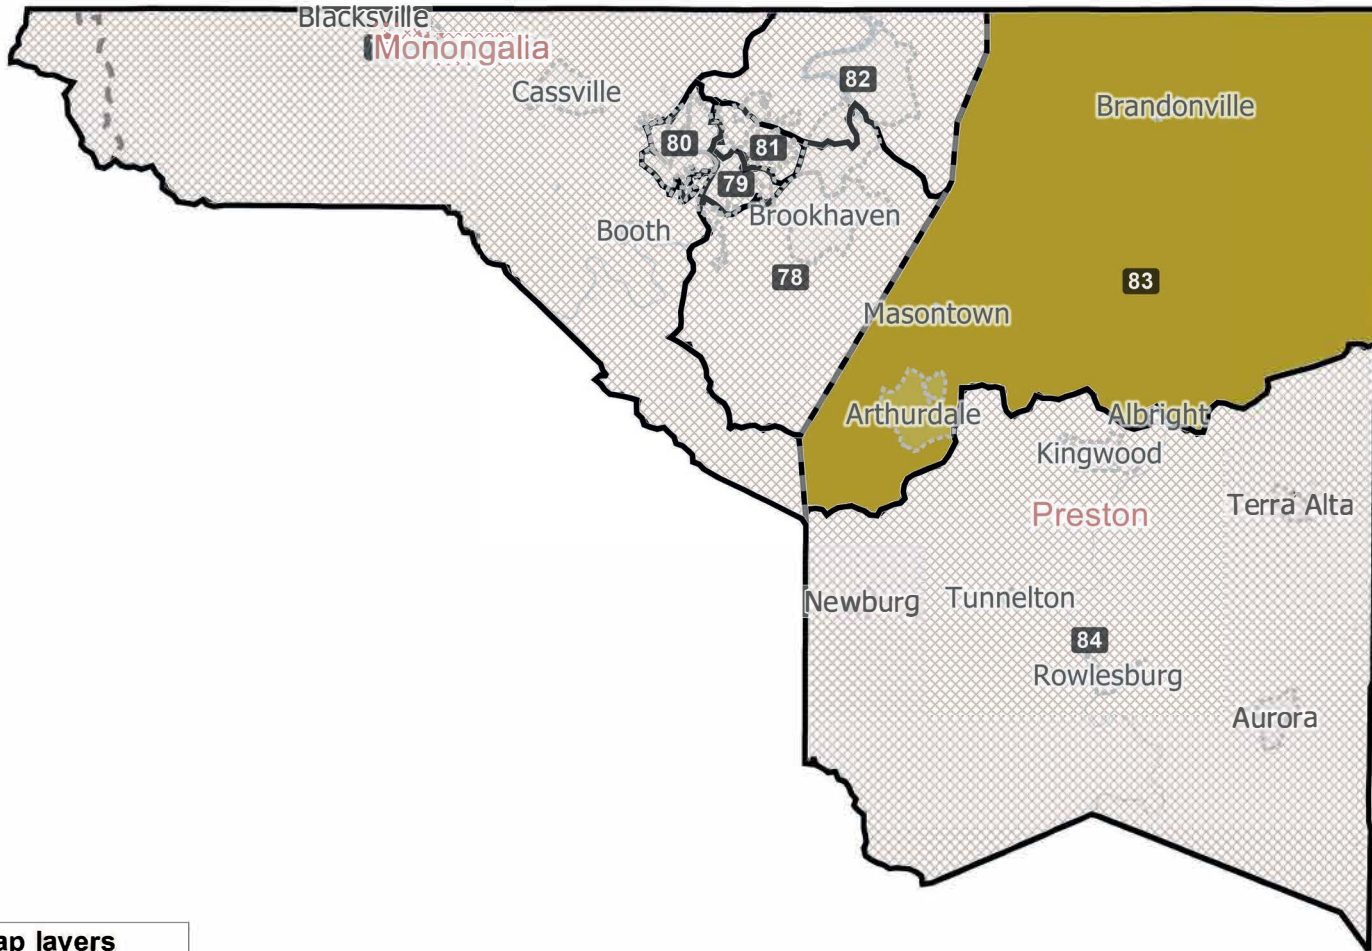 Blacksville
Monongalia
Cassville
82
Brandonville
80
81
79
Brookhaven
Booth
78
83
Masontown
Arthurdale
Albright
Kingwood
Terra Alta
Preston
Newburg
Tunnelton
84
Rowlesburg
Aurora
ap layers